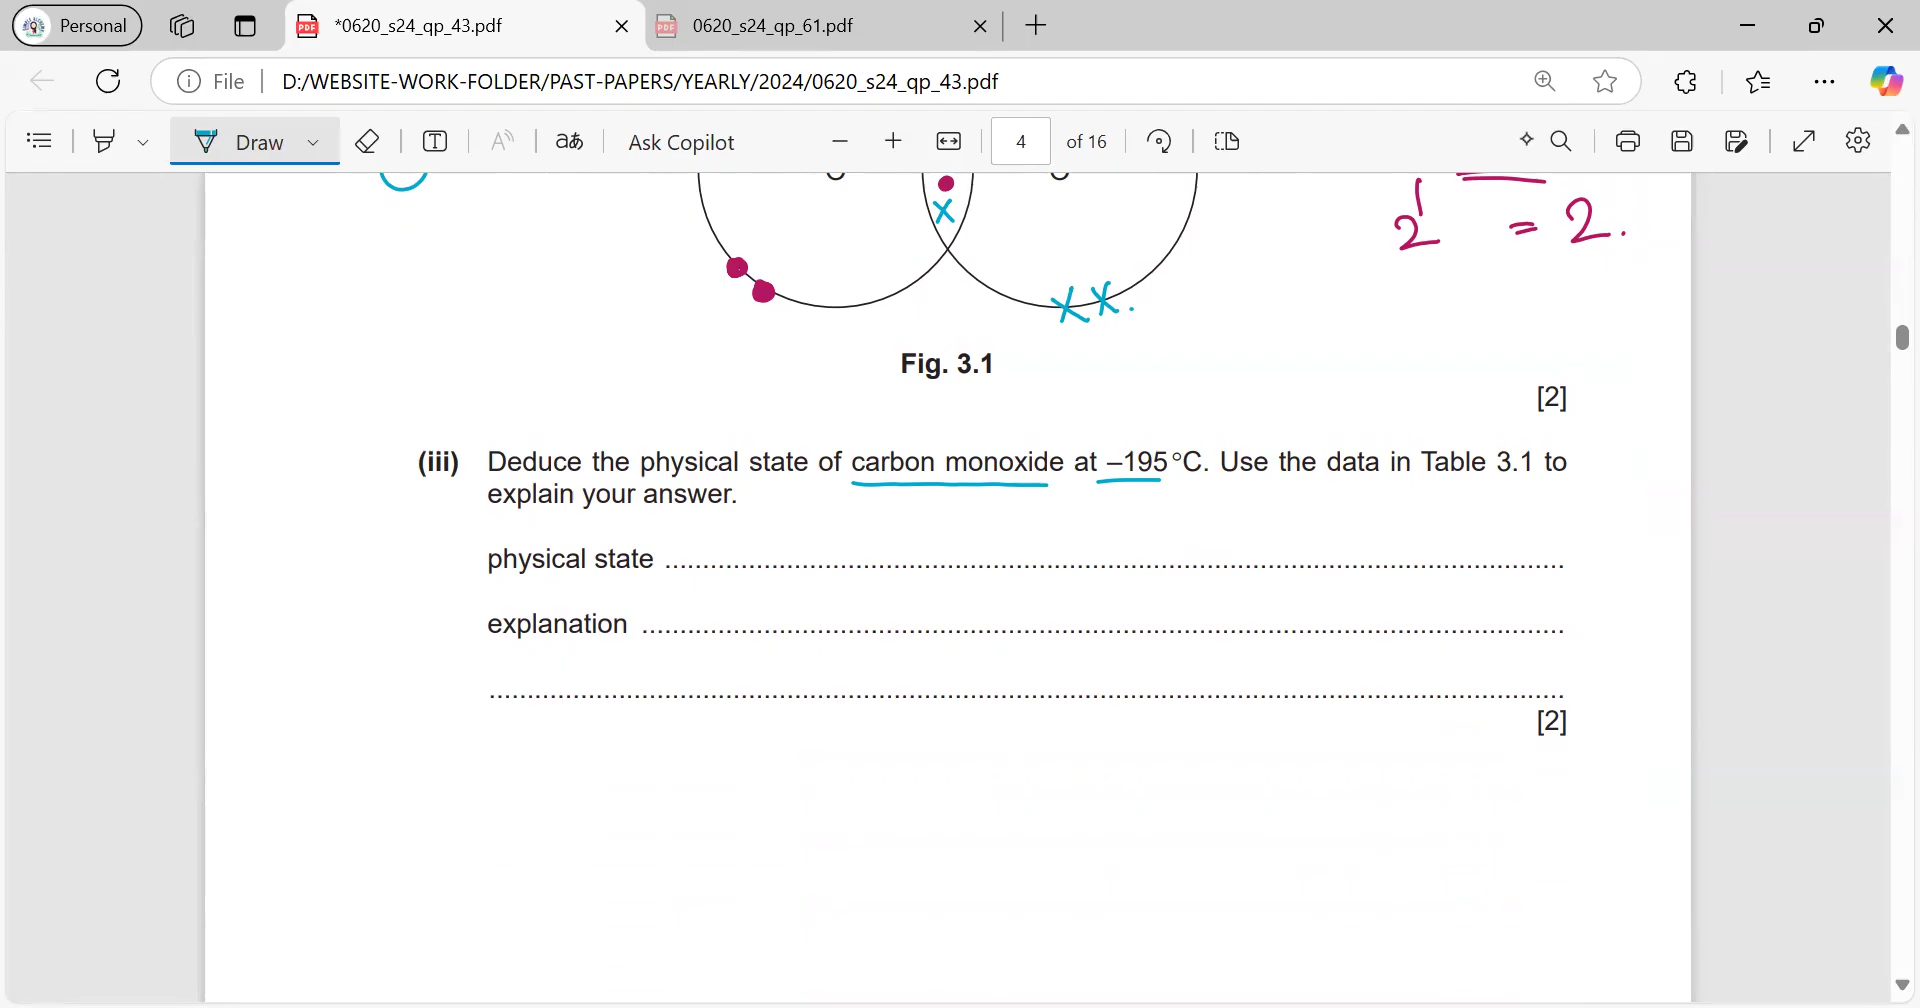 Personal
*0620_s24_qp_43.pdf
0620_s24_qp_61.pdf
File
D:/WEBSITE-WORK-FOLDER/PAST-PAPERS/YEARLY/2024/0620_s24_qp_43.pdf
Draw
T
A
aあ
Ask Copilot
4
of 16
2
= 2.
x
x x.
Fig. 3.1
[2]
(iii) Deduce the physical state of carbon monoxide at –195 °C. Use the data in Table 3.1 to
explain your answer.
physical state ................................................................
explanation ................................................................
................................................................
[2]